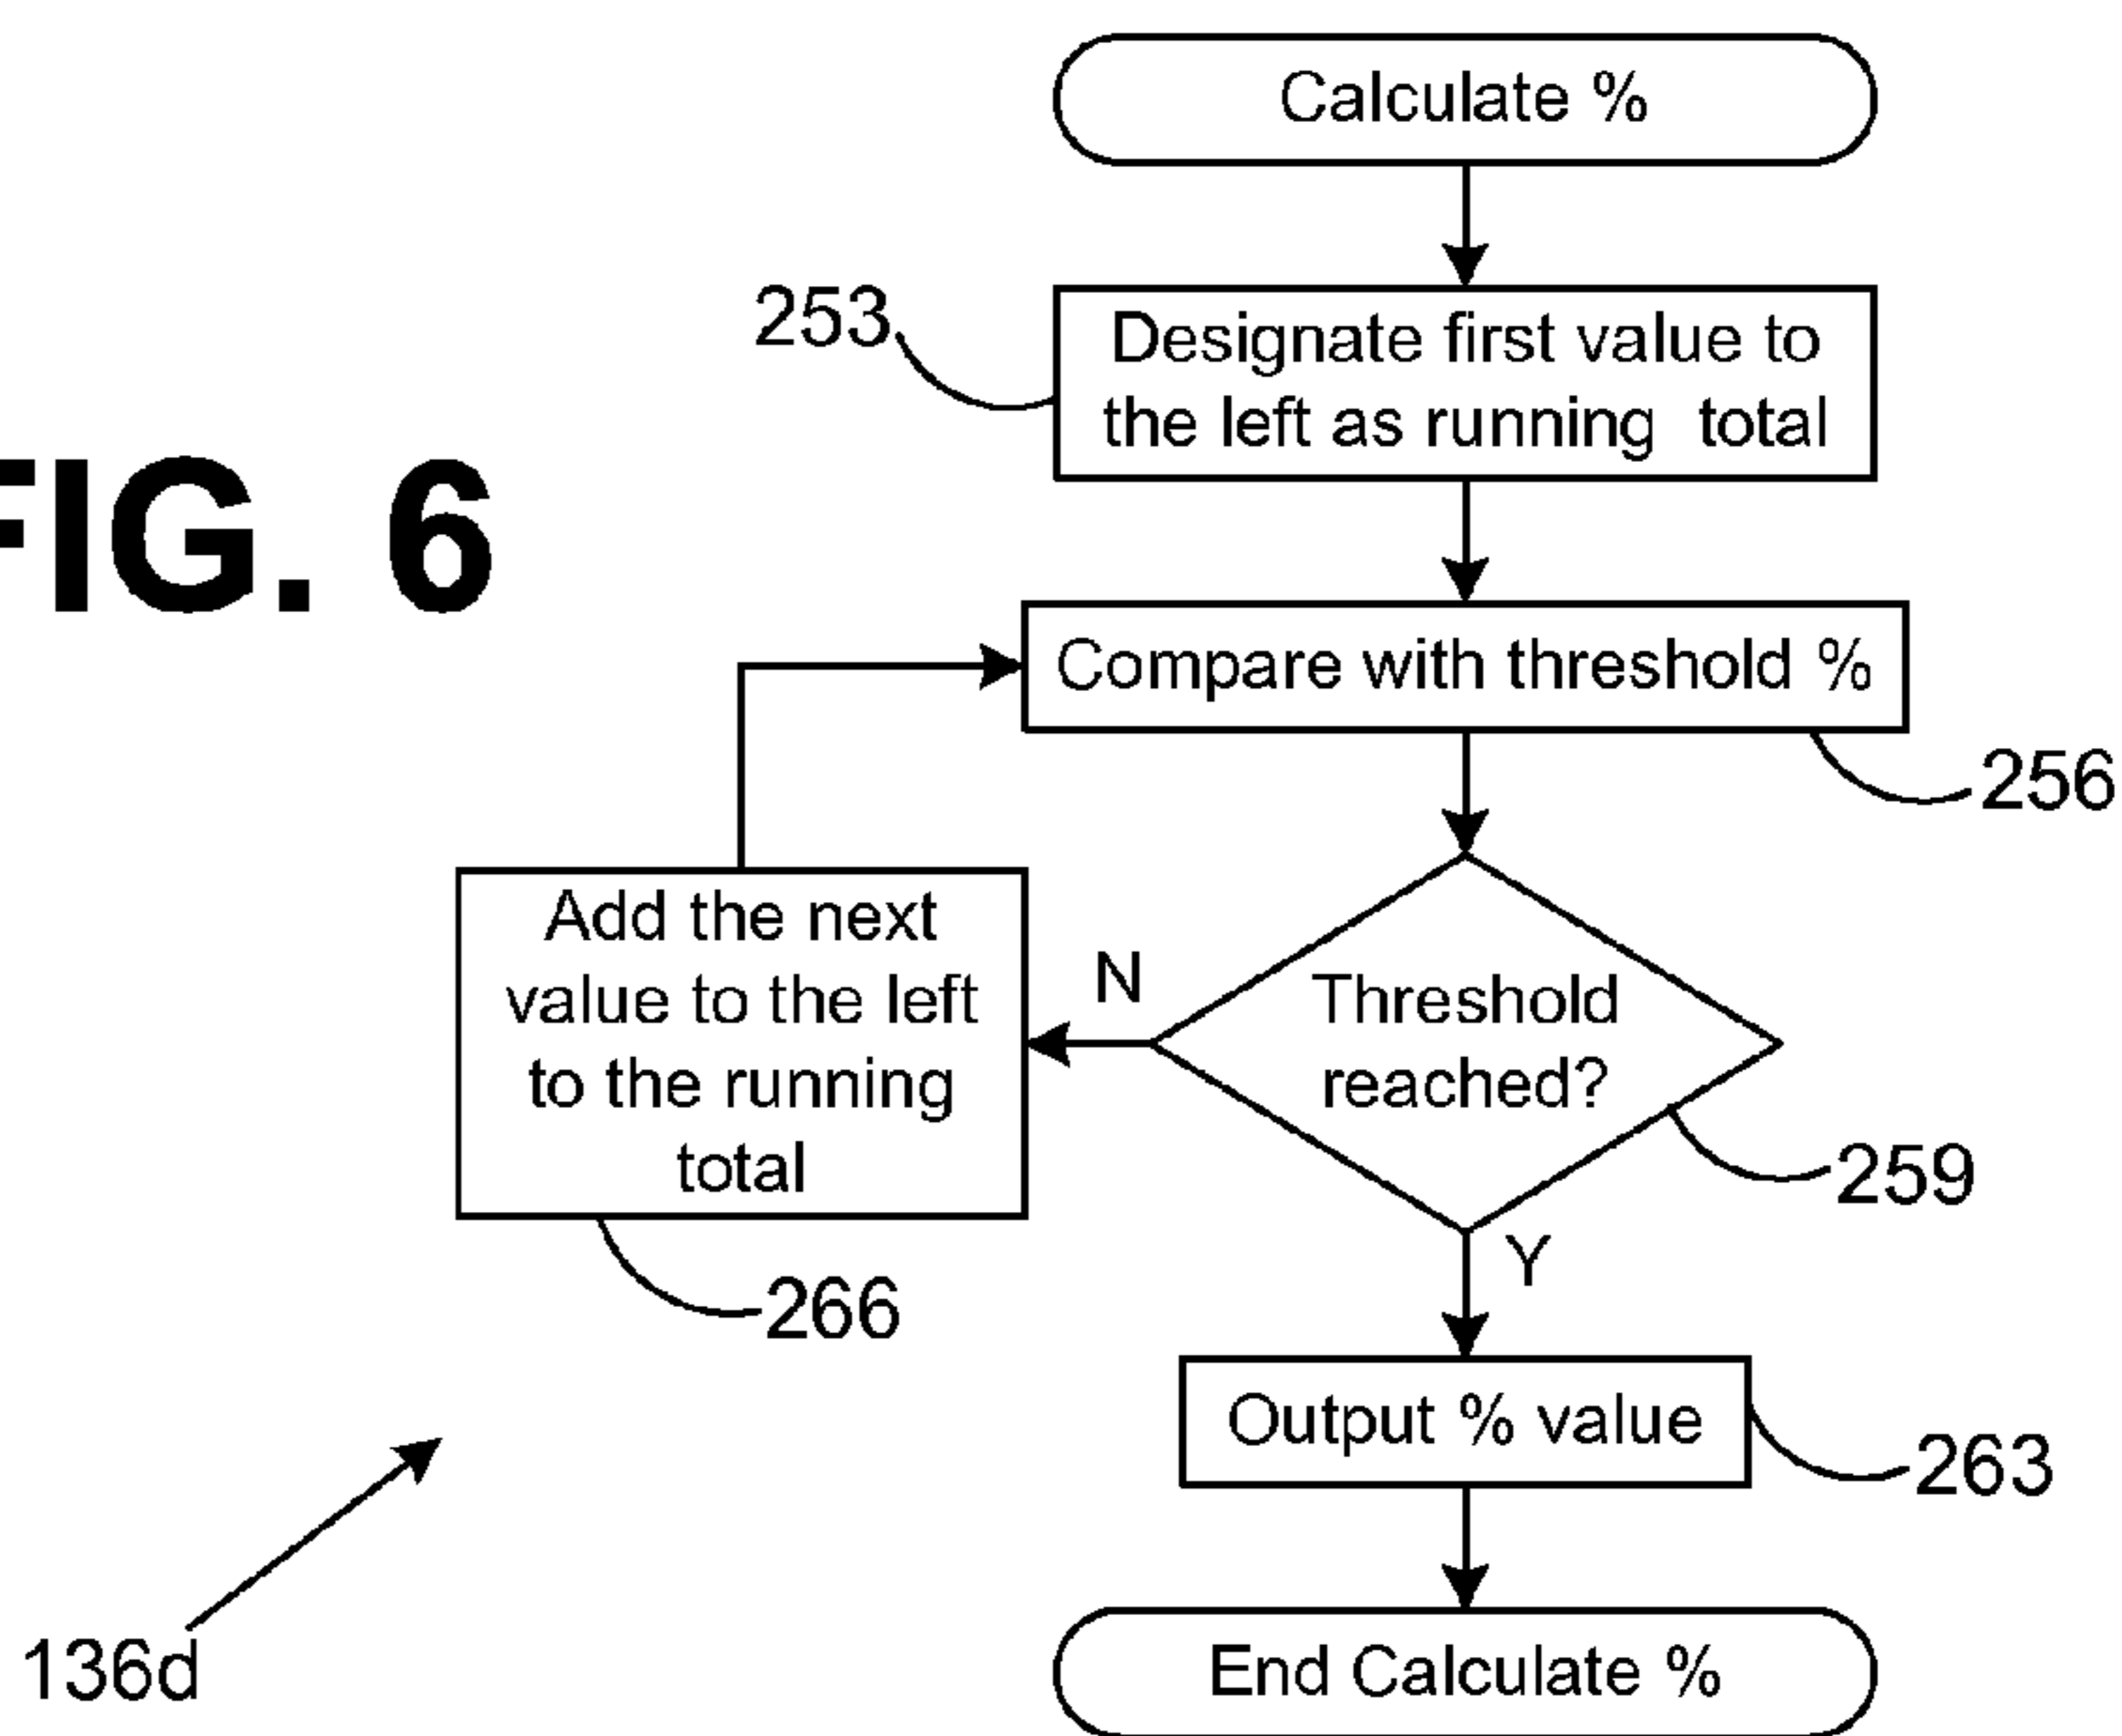 Calculate %
253
Designate first value to
the left as running total
FIG. 6
Compare with threshold %
256
Add the next
value to the left
to the running
total
N
Threshold
reached?
259
266
Y
Output % value
263
136d
End Calculate %